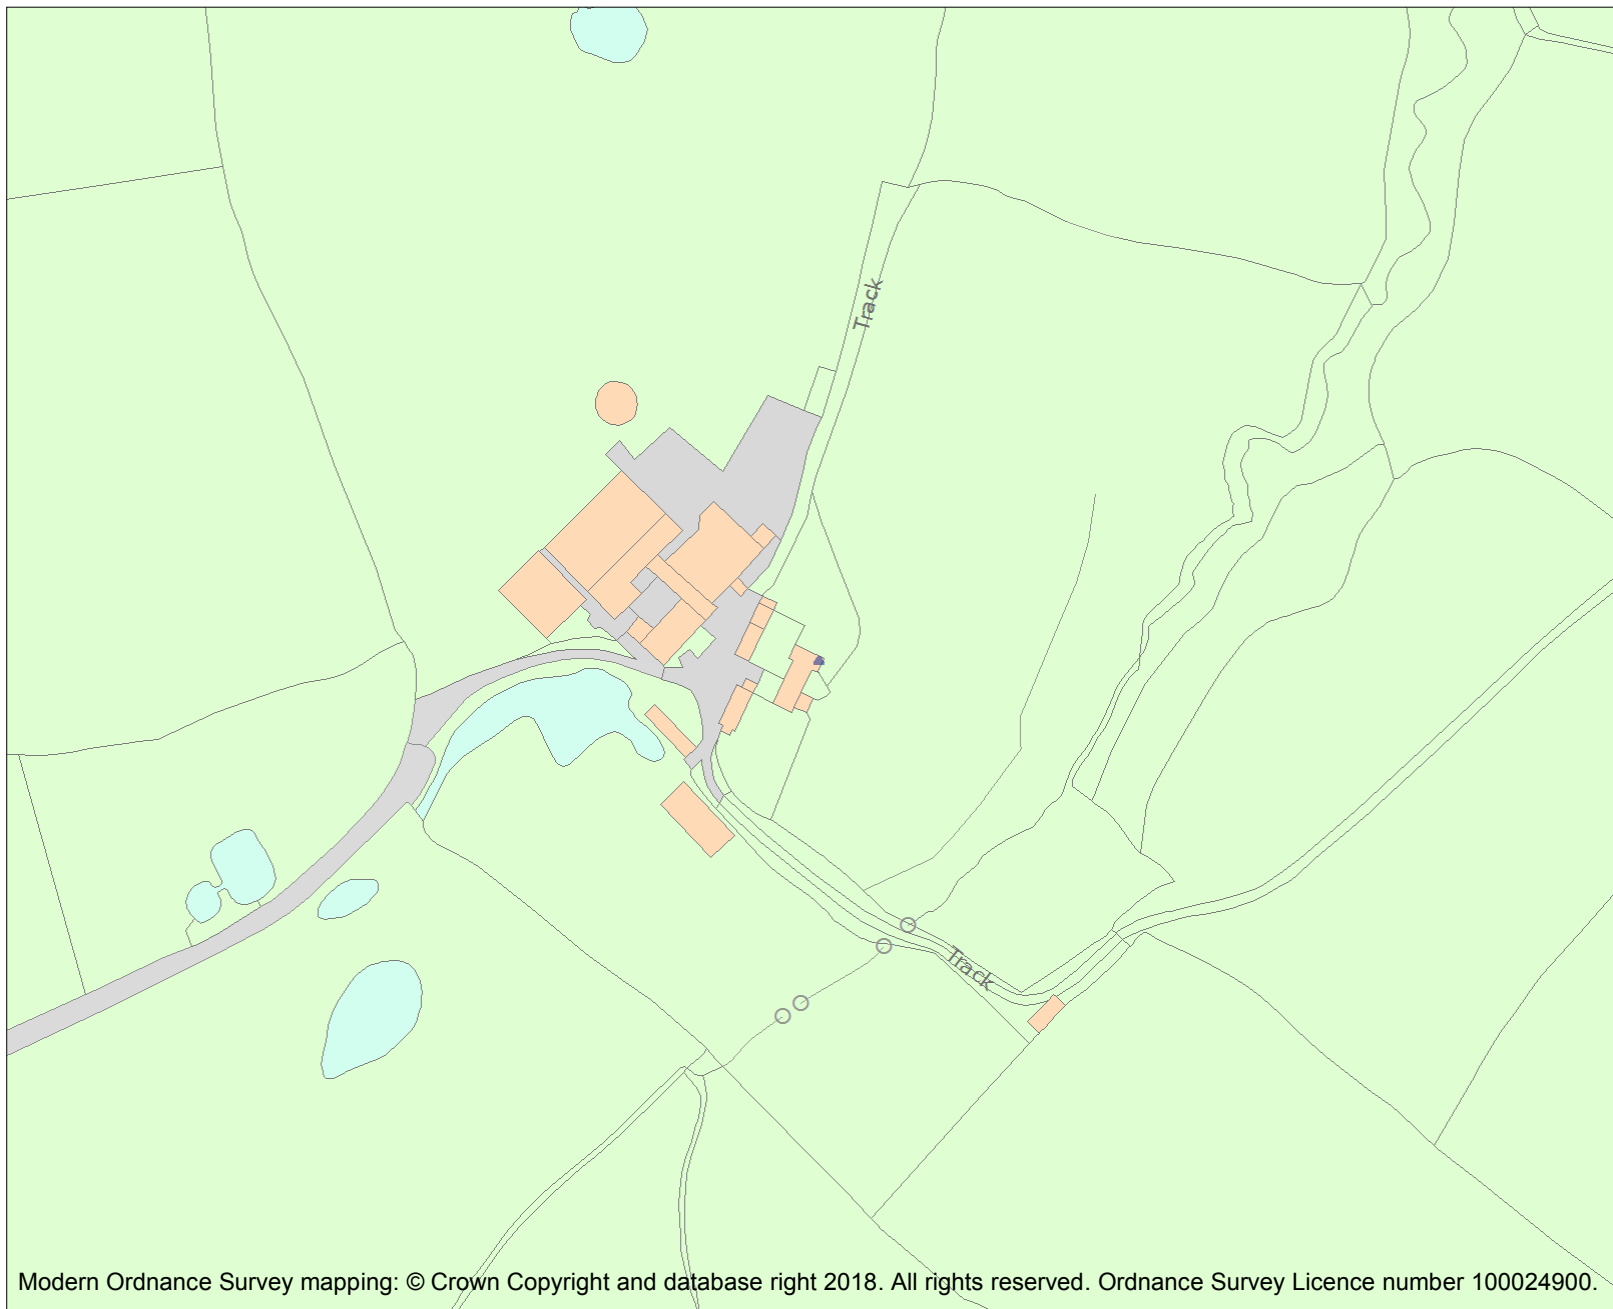 Track
Track
Modern Ordnance Survey mapping: © Crown Copyright and database right 2018. All rights reserved. Ordnance Survey Licence number 100024900.